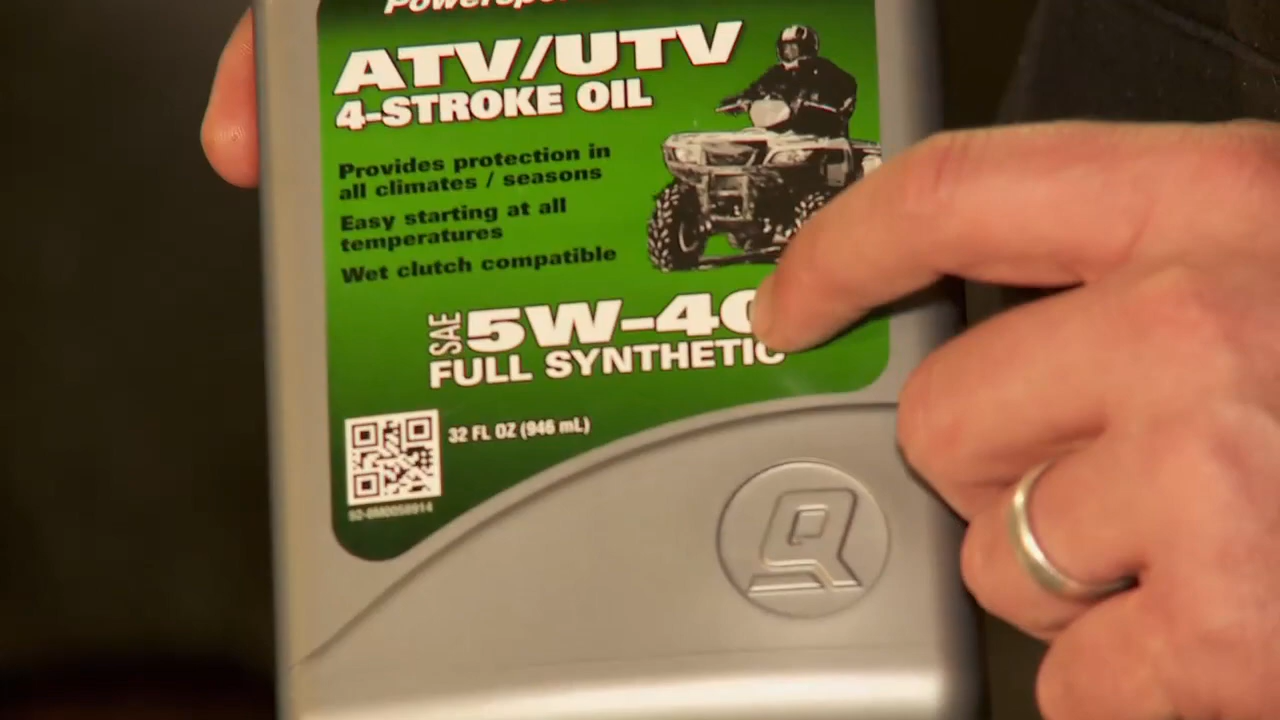 ATV/UTV
4-STROKE OIL
Provides protection in
all climates / seasons
Easy starting at all
temperatures
Wet clutch compatible
SAE 5W-40
FULL SYNTHETIC
32 FL OZ (946 mL)
Q